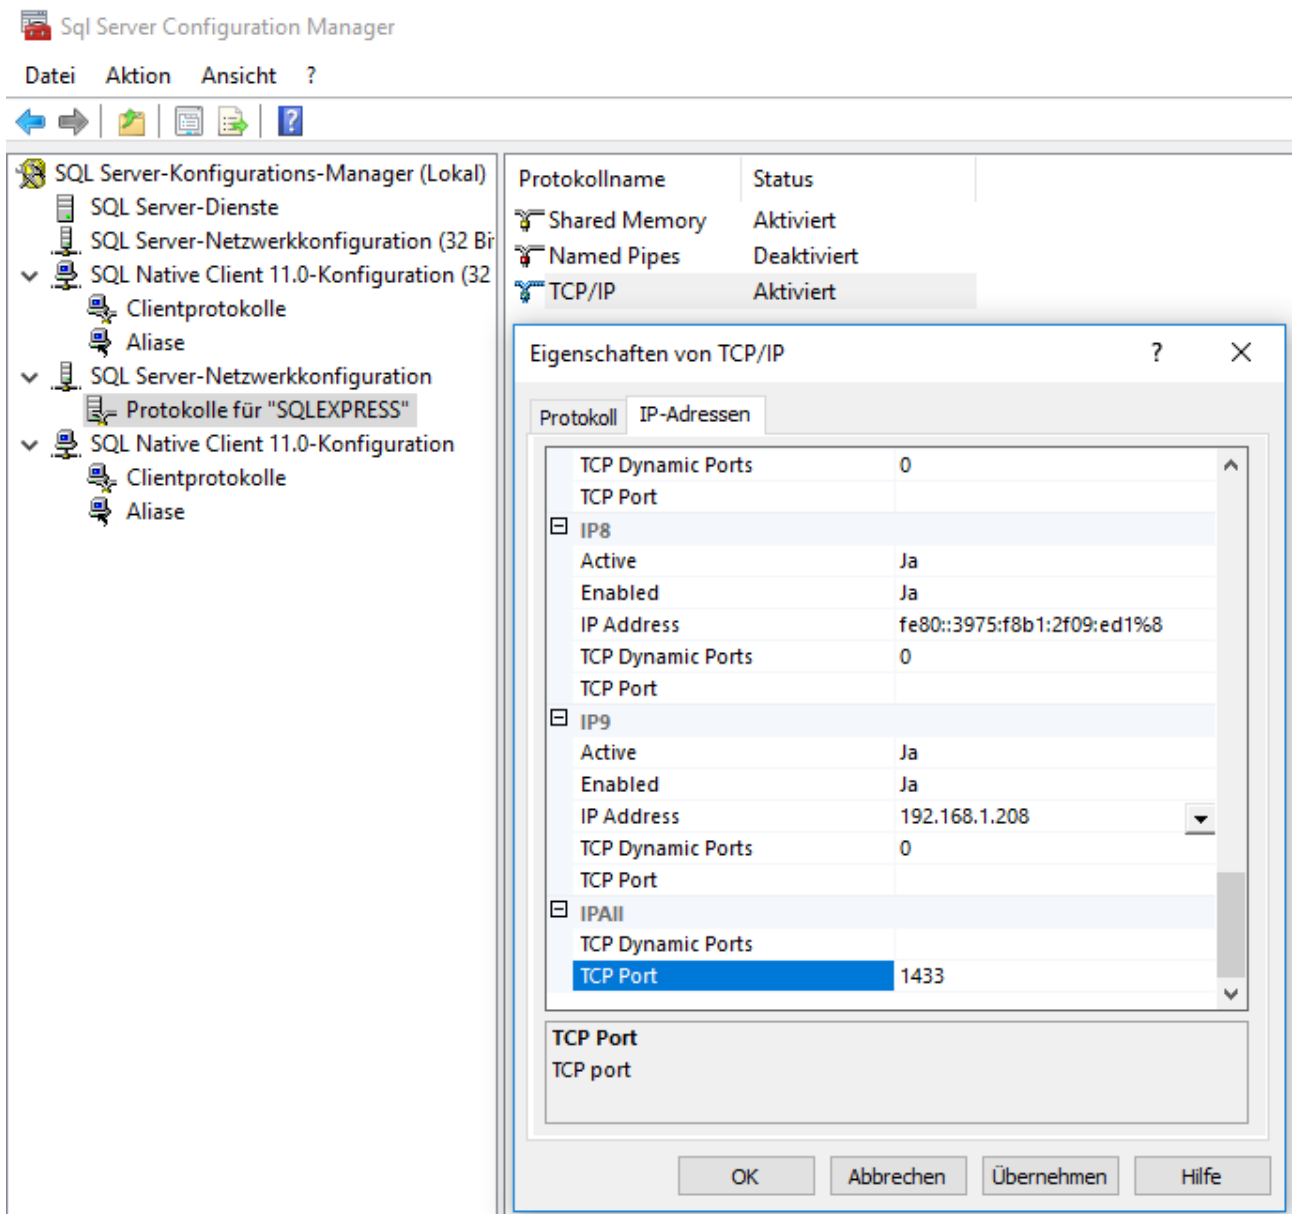 Sql Server Configuration Manager
Datei Aktion Ansicht ?
SQL Server-Konfigurations-Manager (Lokal)
SQL Server-Dienste
SQL Server-Netzwerkkonfiguration (32 Bi
SQL Native Client 11.0-Konfiguration (32
Clientprotokolle
Aliase
SQL Server-Netzwerkkonfiguration
Protokolle für "SQLEXPRESS"
SQL Native Client 11.0-Konfiguration
Clientprotokolle
Aliase
Protokollname Status
Shared Memory Aktiviert
Named Pipes Deaktiviert
TCP/IP Aktiviert
Eigenschaften von TCP/IP ?
Protokoll IP-Adressen
TCP Dynamic Ports 0
TCP Port
IP8
Active Ja
Enabled Ja
IP Address fe80::3975:f8b1:2f09:ed1%8
TCP Dynamic Ports 0
TCP Port
IP9
Active Ja
Enabled Ja
IP Address 192.168.1.208
TCP Dynamic Ports 0
TCP Port
IPAll
TCP Dynamic Ports
TCP Port 1433
TCP Port
TCP port
OK Abbrechen Übernehmen Hilfe